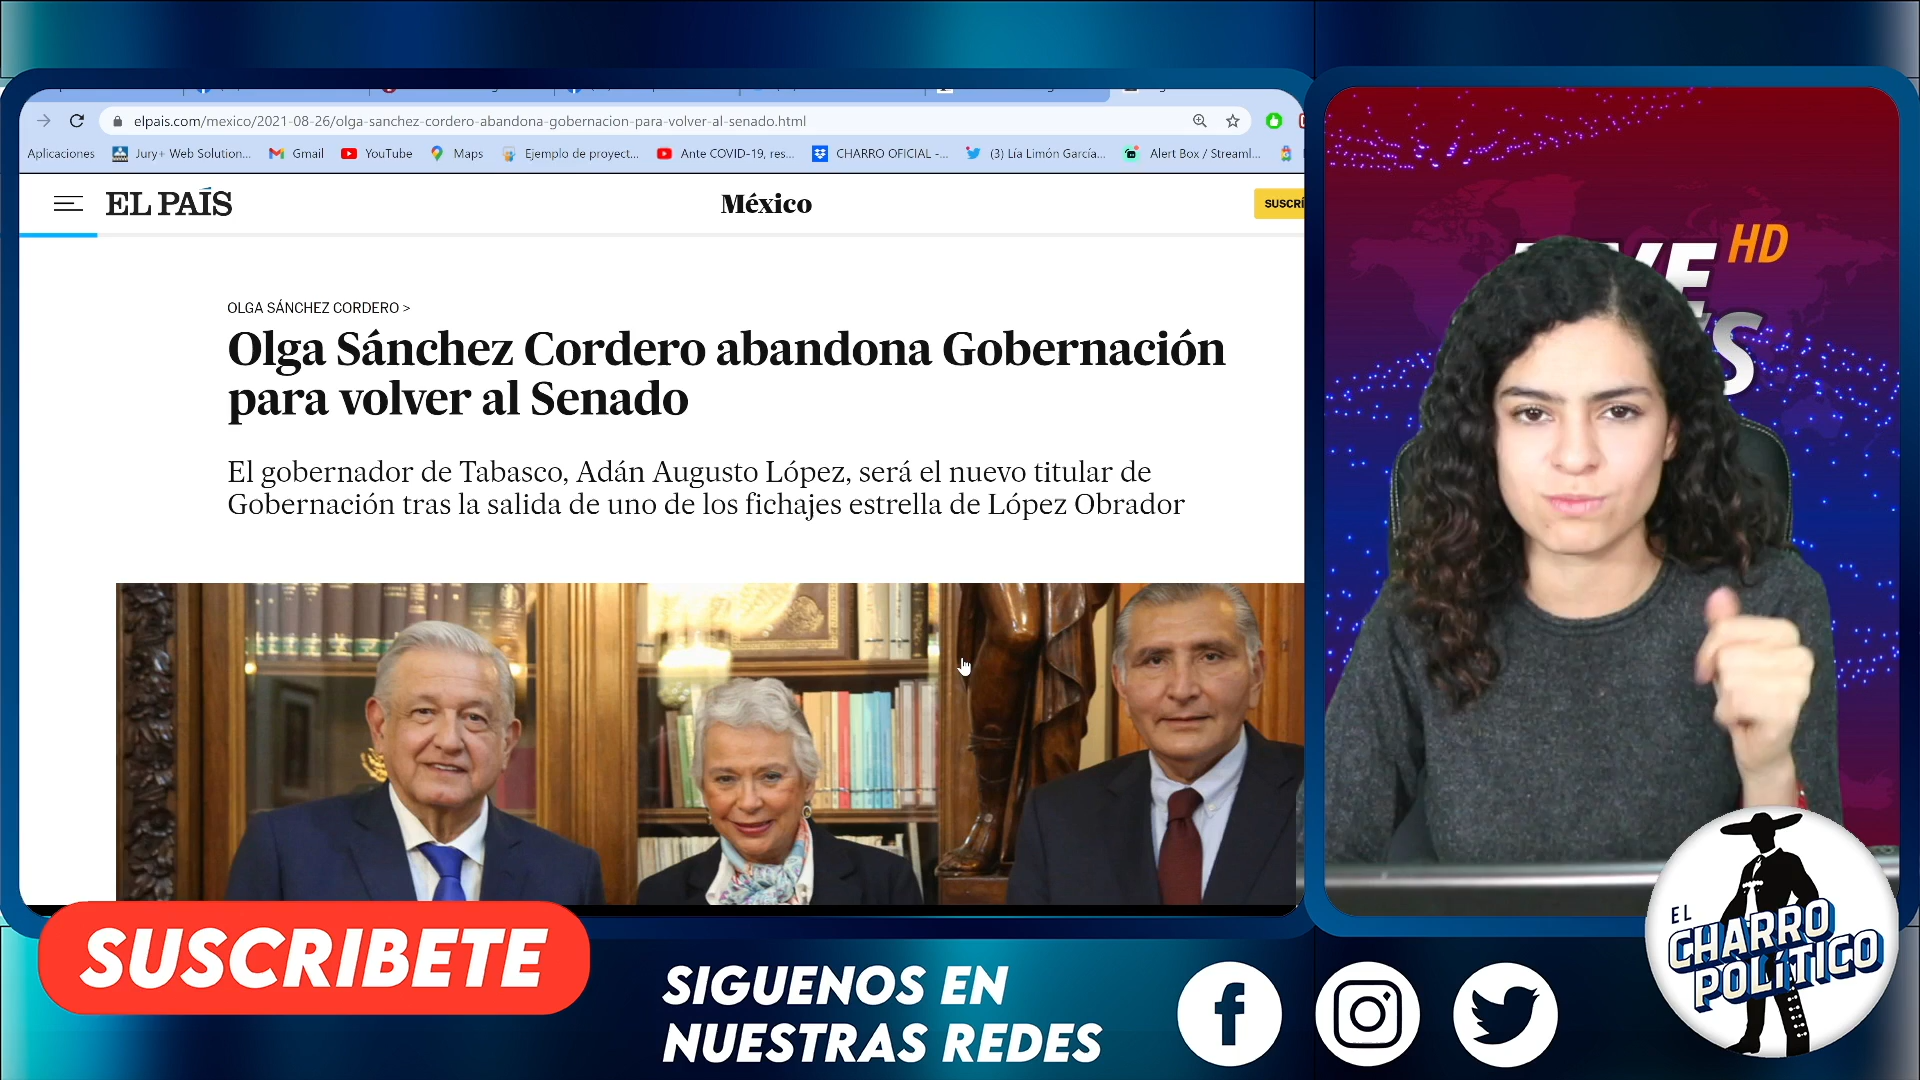 elpais.com/mexico/2021-08-26/olga-sanchez-cordero-abandona-gobernacion-para-volver-al-senado.html
Aplicaciones Jury+ Web Solution... Gmail YouTube Maps Ejemplo de proyect... Ante COVID-19, res... CHARRO OFICIAL -... (3) Lía Limón García... Alert Box / Streaml...
EL PAÍS México SUSCRÍ
OLGA SÁNCHEZ CORDERO >
Olga Sánchez Cordero abandona Gobernación
para volver al Senado
El gobernador de Tabasco, Adán Augusto López, será el nuevo titular de
Gobernación tras la salida de uno de los fichajes estrella de López Obrador
HD
SUSCRIBETE
SIGUENOS EN
NUESTRAS REDES
EL
CHARRO
POLÍTICO